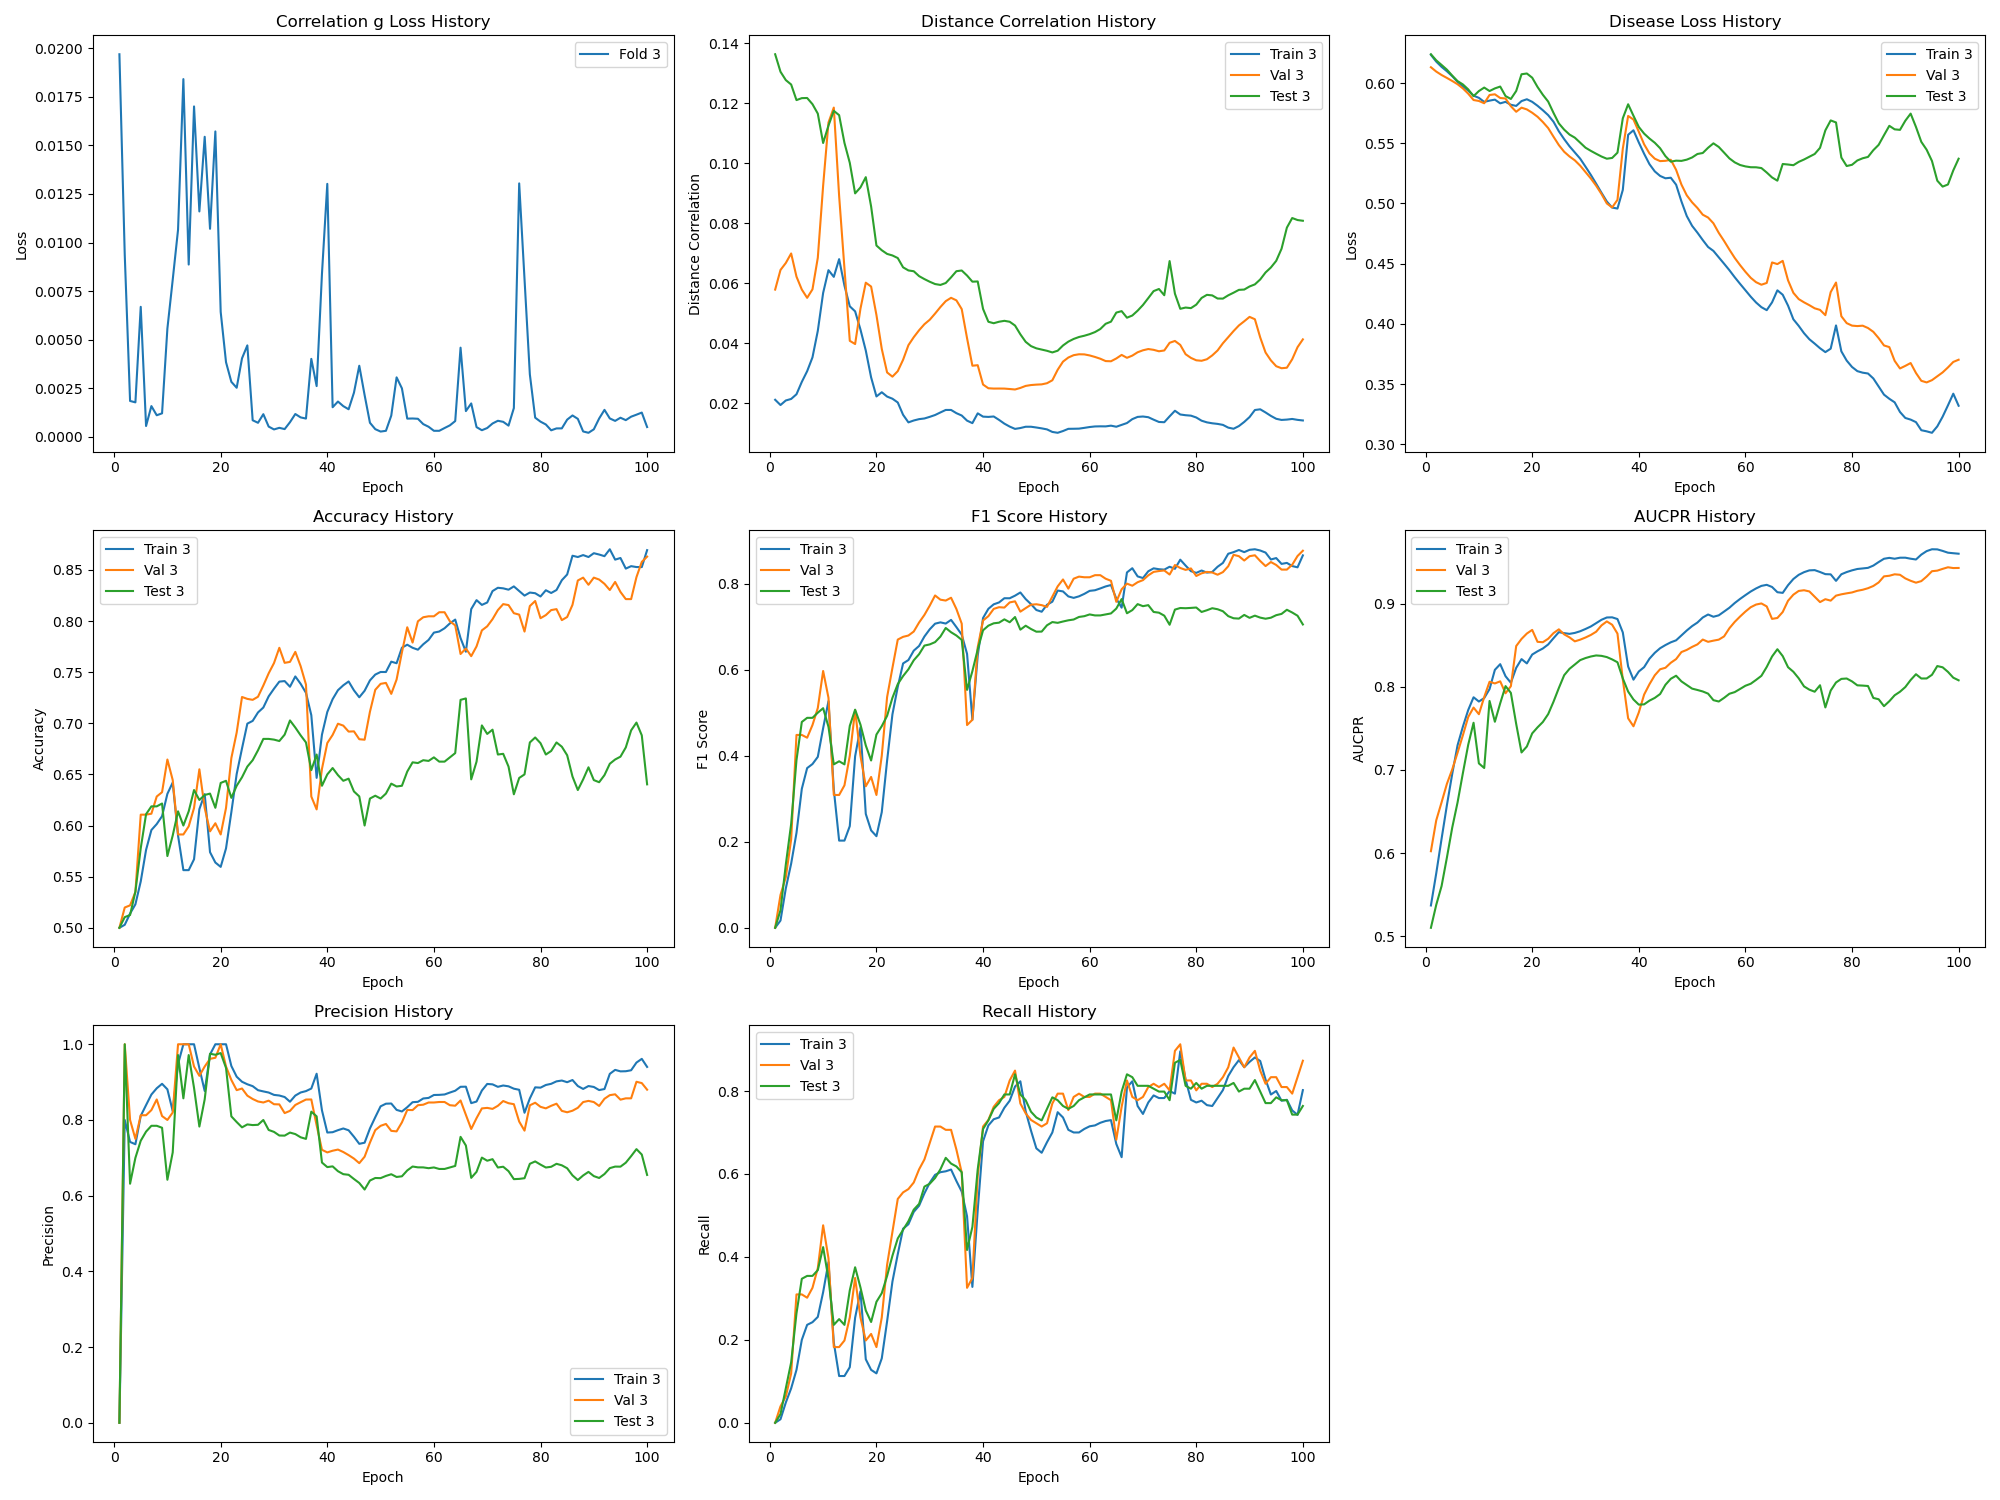 Correlation g Loss History
Loss
0.0200
0.0175
0.0150
0.0125
0.0100
0.0075
0.0050
0.0025
0.0000
Fold 3
0 20 40 60 80 100
Epoch
Distance Correlation History
Distance Correlation
0.14
0.12
0.10
0.08
0.06
0.04
0.02
Train 3
Val 3
Test 3
0 20 40 60 80 100
Epoch
Disease Loss History
Loss
0.60
0.55
0.50
0.45
0.40
0.35
0.30
Train 3
Val 3
Test 3
0 20 40 60 80 100
Epoch
Accuracy History
Accuracy
0.85
0.80
0.75
0.70
0.65
0.60
0.55
0.50
Train 3
Val 3
Test 3
0 20 40 60 80 100
Epoch
F1 Score History
F1 Score
0.8
0.6
0.4
0.2
0.0
Train 3
Val 3
Test 3
0 20 40 60 80 100
Epoch
AUCPR History
AUCPR
0.9
0.8
0.7
0.6
0.5
Train 3
Val 3
Test 3
0 20 40 60 80 100
Epoch
Precision History
Precision
1.0
0.8
0.6
0.4
0.2
0.0
Train 3
Val 3
Test 3
0 20 40 60 80 100
Epoch
Recall History
Recall
0.8
0.6
0.4
0.2
0.0
Train 3
Val 3
Test 3
0 20 40 60 80 100
Epoch